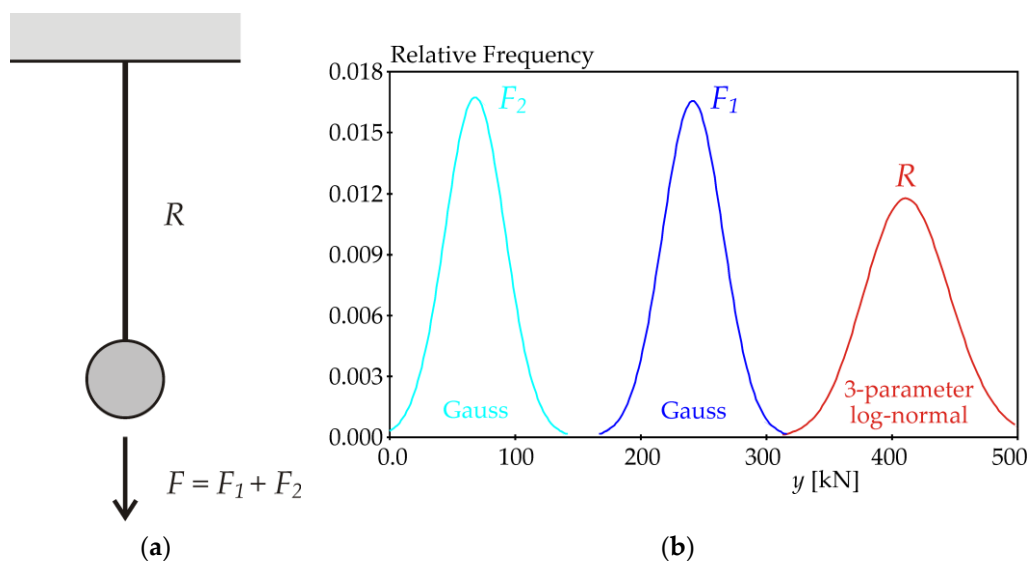 R
F = F1 + F2
(a)
Relative Frequency
0.018
0.015
0.012
0.009
0.006
0.003
0.000
F2
F1
R
Gauss
Gauss
3-parameter
log-normal
0.0
100
200
300
400
500
y [kN]
(b)